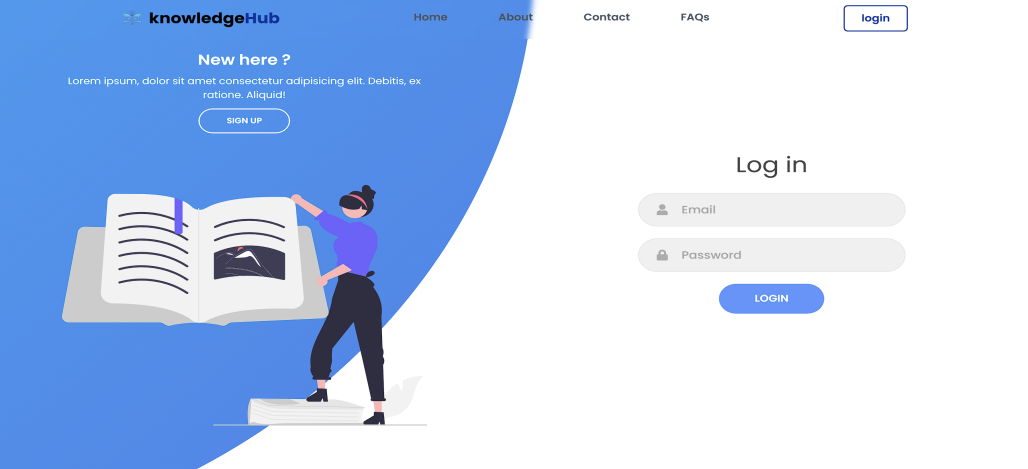 knowledgeHub
Home
About
Contact
FAQs
login
New here ?
Lorem ipsum, dolor sit amet consectetur adipisicing elit. Debitis, ex
ratione. Aliquid!
SIGN UP
Log in
Email
Password
LOGIN